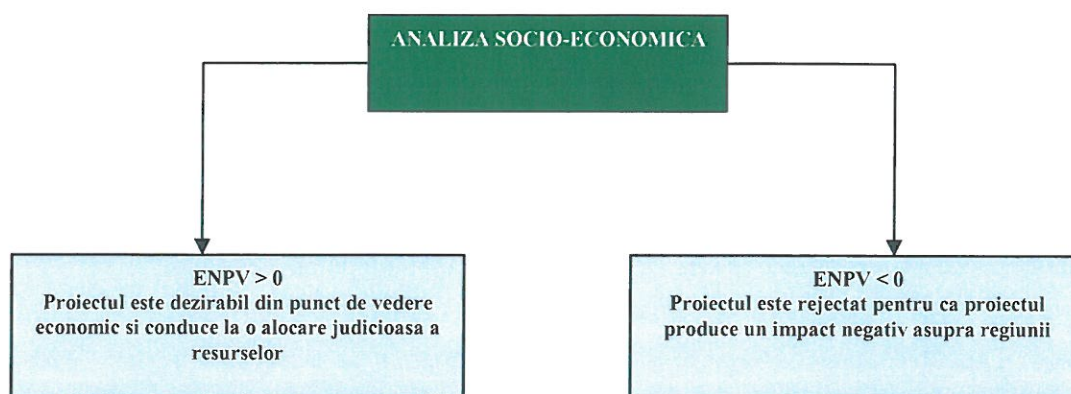 ANALIZA SOCIO-ECONOMICA
ENPV > 0
Proiectul este dezirabil din punct de vedere
economic si conduce la o alocare judicioasa a
resurselor
ENPV < 0
Proiectul este rejectat pentru ca proiectul
produce un impact negativ asupra regiunii